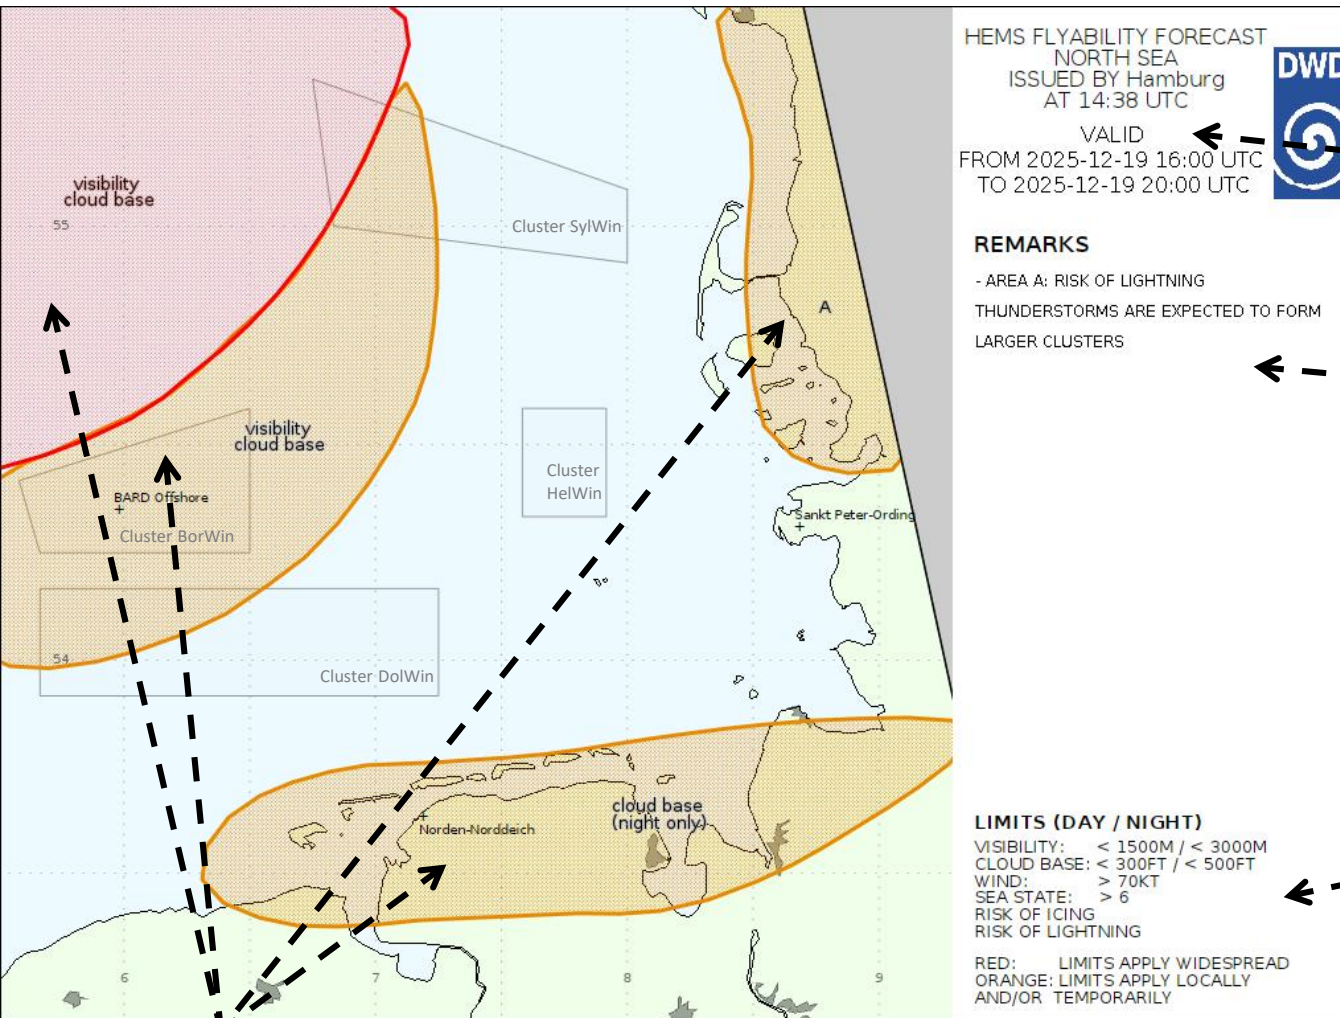 visibility
cloud base
55
Cluster SylWin
A
visibility
cloud base
BARD Offshore
Cluster BorWin
Cluster
HelWin
Sankt Peter-Ording
54
Cluster DolWin
cloud base
(night only)
Norden-Norddeich
6
7
8
9
HEMS FLYABILITY FORECAST
NORTH SEA
ISSUED BY Hamburg
AT 14:38 UTC
VALID
FROM 2025-12-19 16:00 UTC
TO 2025-12-19 20:00 UTC
DWD
REMARKS
- AREA A: RISK OF LIGHTNING
THUNDERSTORMS ARE EXPECTED TO FORM
LARGER CLUSTERS
LIMITS (DAY / NIGHT)
VISIBILITY: < 1500M / < 3000M
CLOUD BASE: < 300FT / < 500FT
WIND: > 70KT
SEA STATE: > 6
RISK OF ICING
RISK OF LIGHTNING
RED: LIMITS APPLY WIDESPREAD
ORANGE: LIMITS APPLY LOCALLY
AND/OR TEMPORARILY